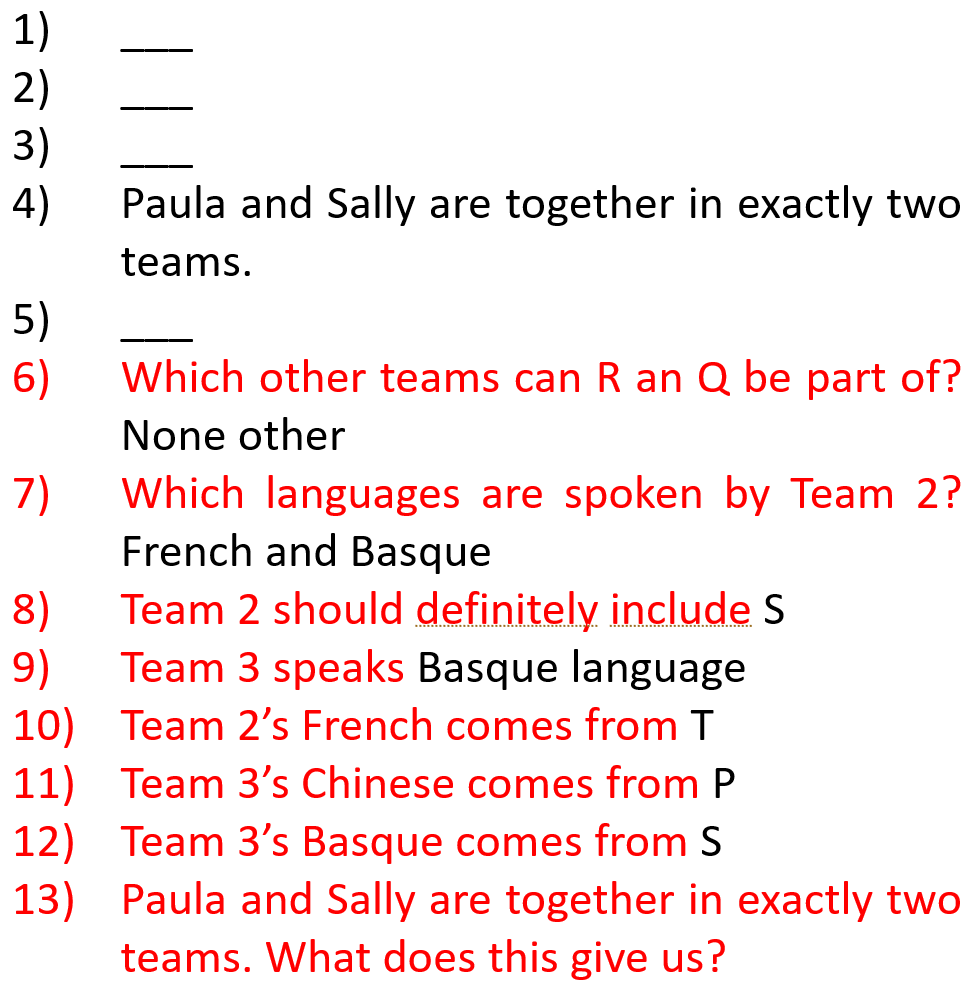 1) ___
2) ___
3) ___
4) Paula and Sally are together in exactly two
teams.
5) ___
6) Which other teams can R an Q be part of?
None other
7) Which languages are spoken by Team 2?
French and Basque
8) Team 2 should definitely include S
9) Team 3 speaks Basque language
10) Team 2’s French comes from T
11) Team 3’s Chinese comes from P
12) Team 3’s Basque comes from S
13) Paula and Sally are together in exactly two
teams. What does this give us?